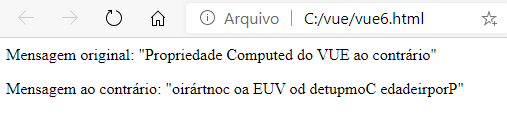 Arquivo | C:/vue/vue6.html
Mensagem original: "Propriedade Computed do VUE ao contrário"
Mensagem ao contrário: "oirártnoc oa EUV od detupmoC edadeirporP"